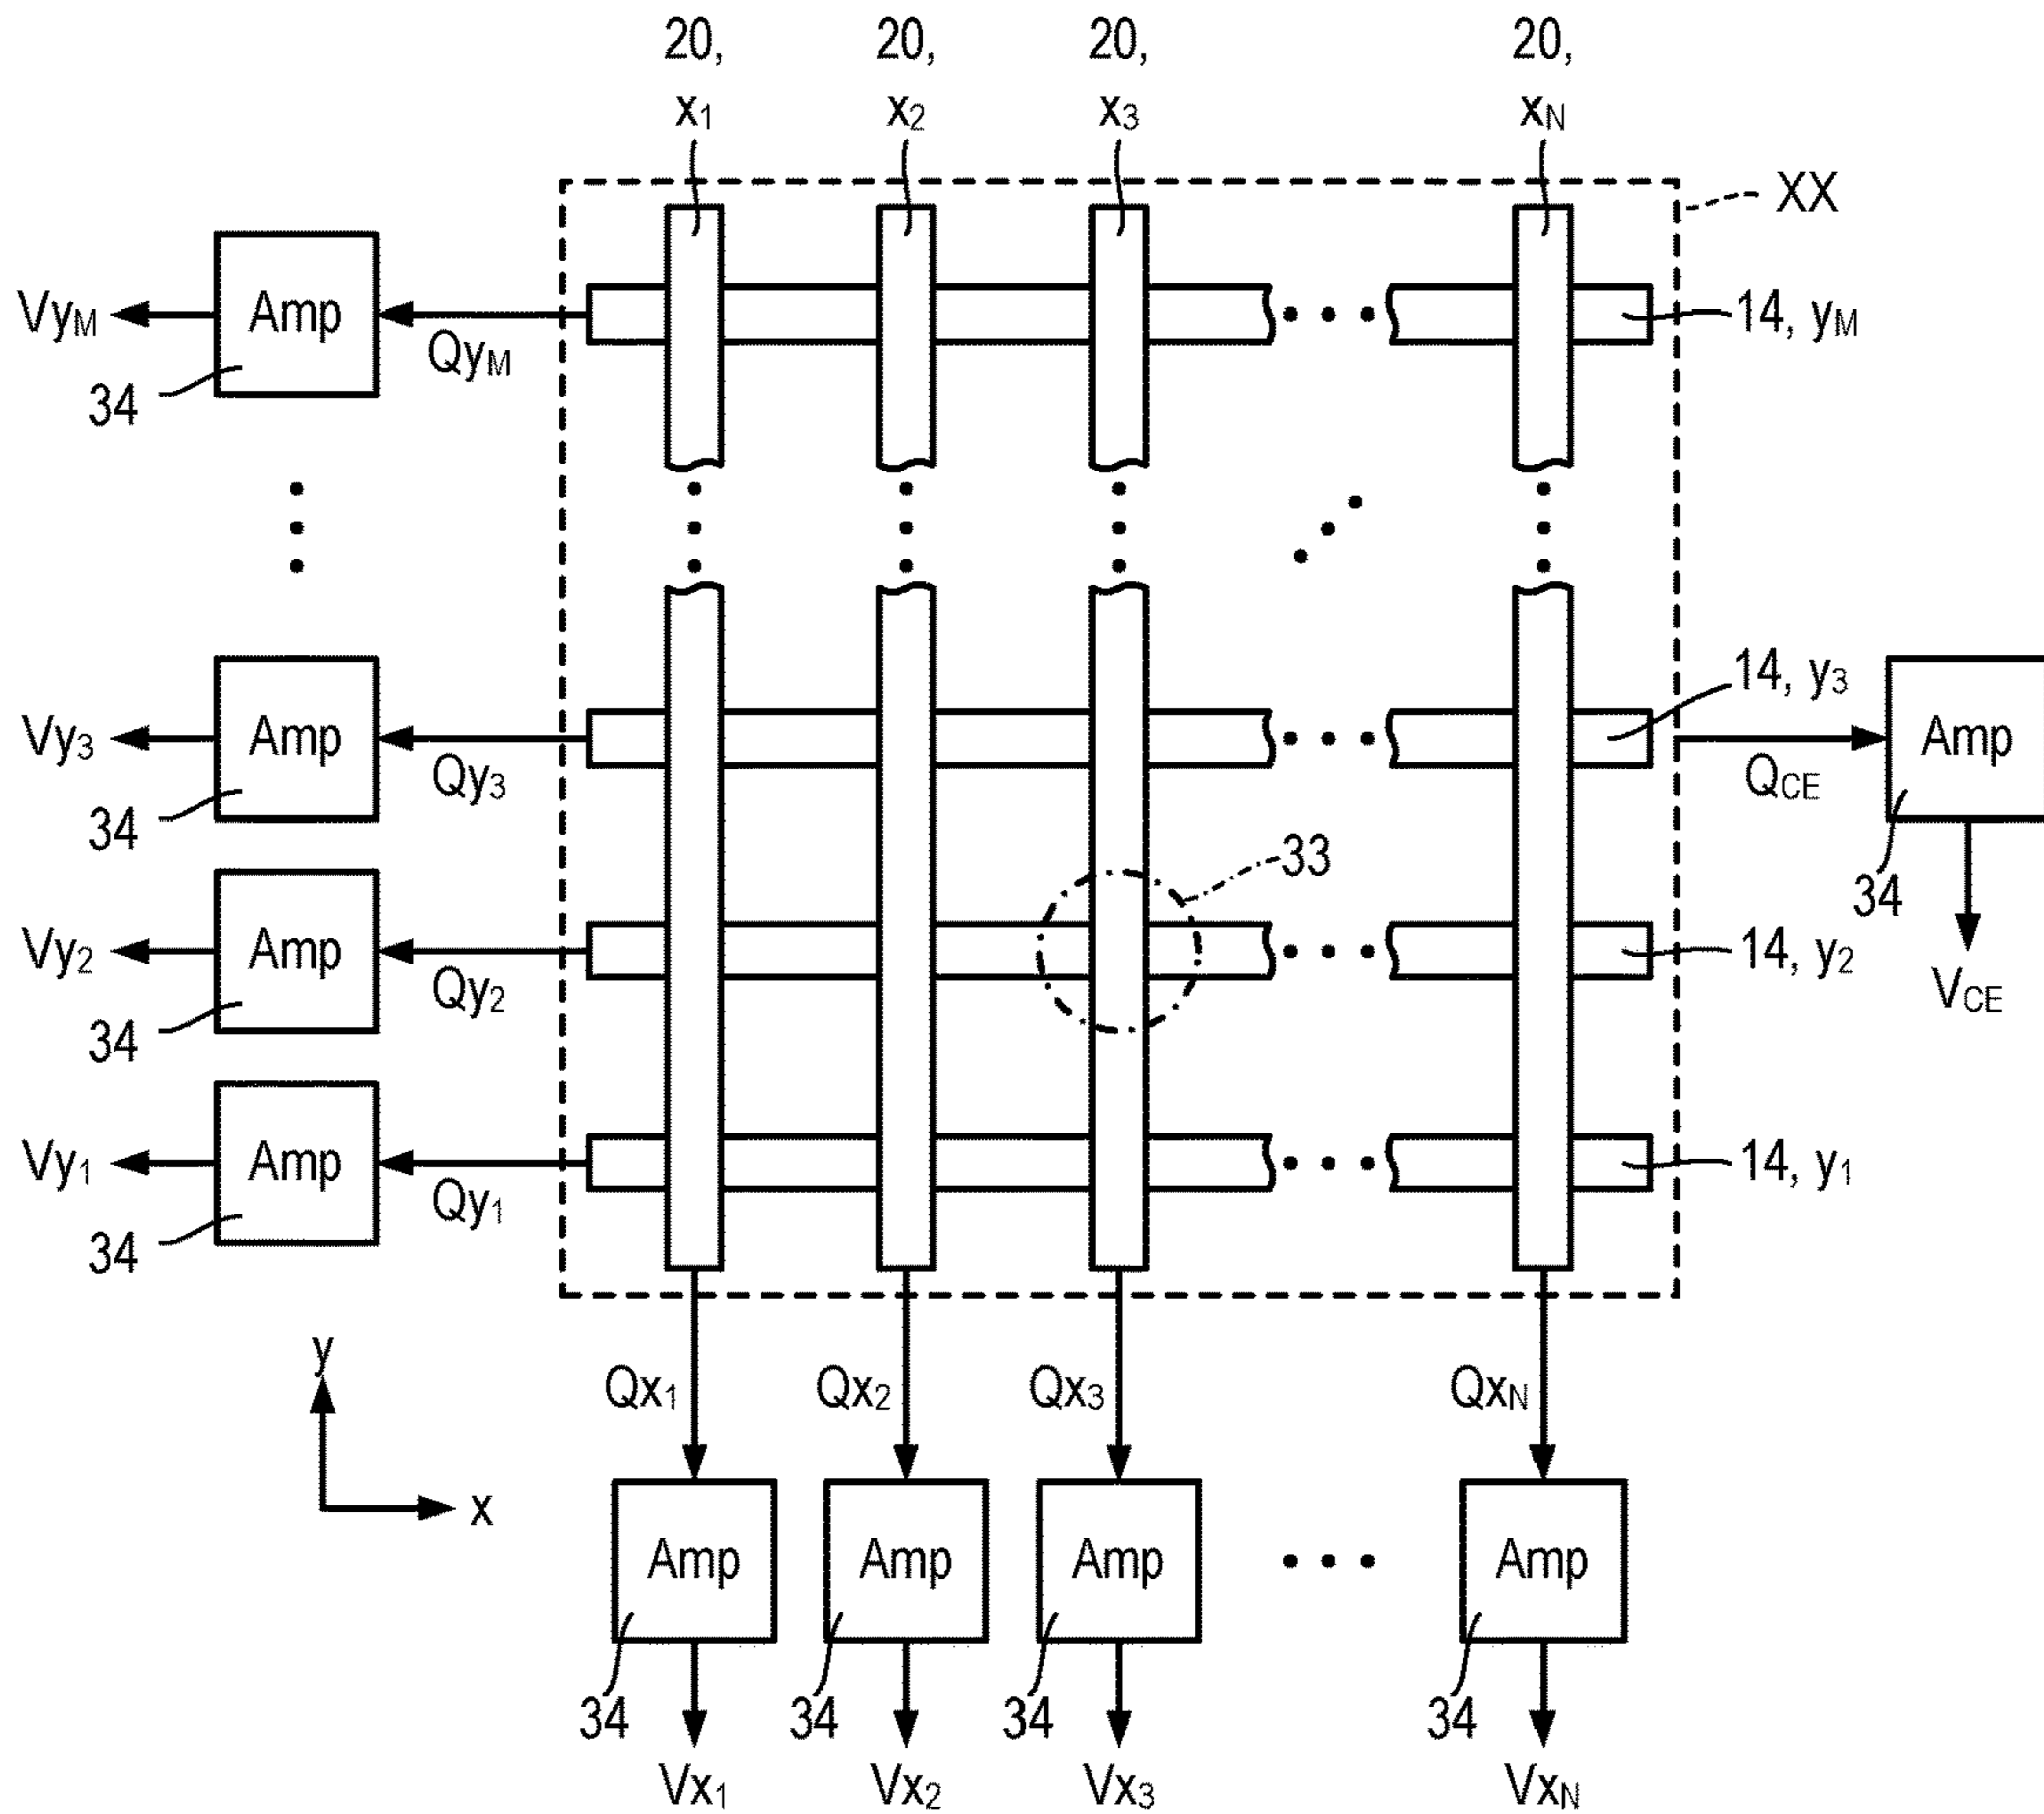 20, 20, 20, 20,
x₁ x₂ x₃ xN
XX
VyM Amp QyM 14, yM
34
Vy₃ Amp Qy₃ 14, y₃ QCE Amp
34 33 34
Vy₂ Amp Qy₂ 14, y₂ VCE
34
Vy₁ Amp Qy₁ 14, y₁
34
y
Qx₁ Qx₂ Qx₃ QxN
x
Amp Amp Amp Amp
34 34 34 34
Vx₁ Vx₂ Vx₃ VxN